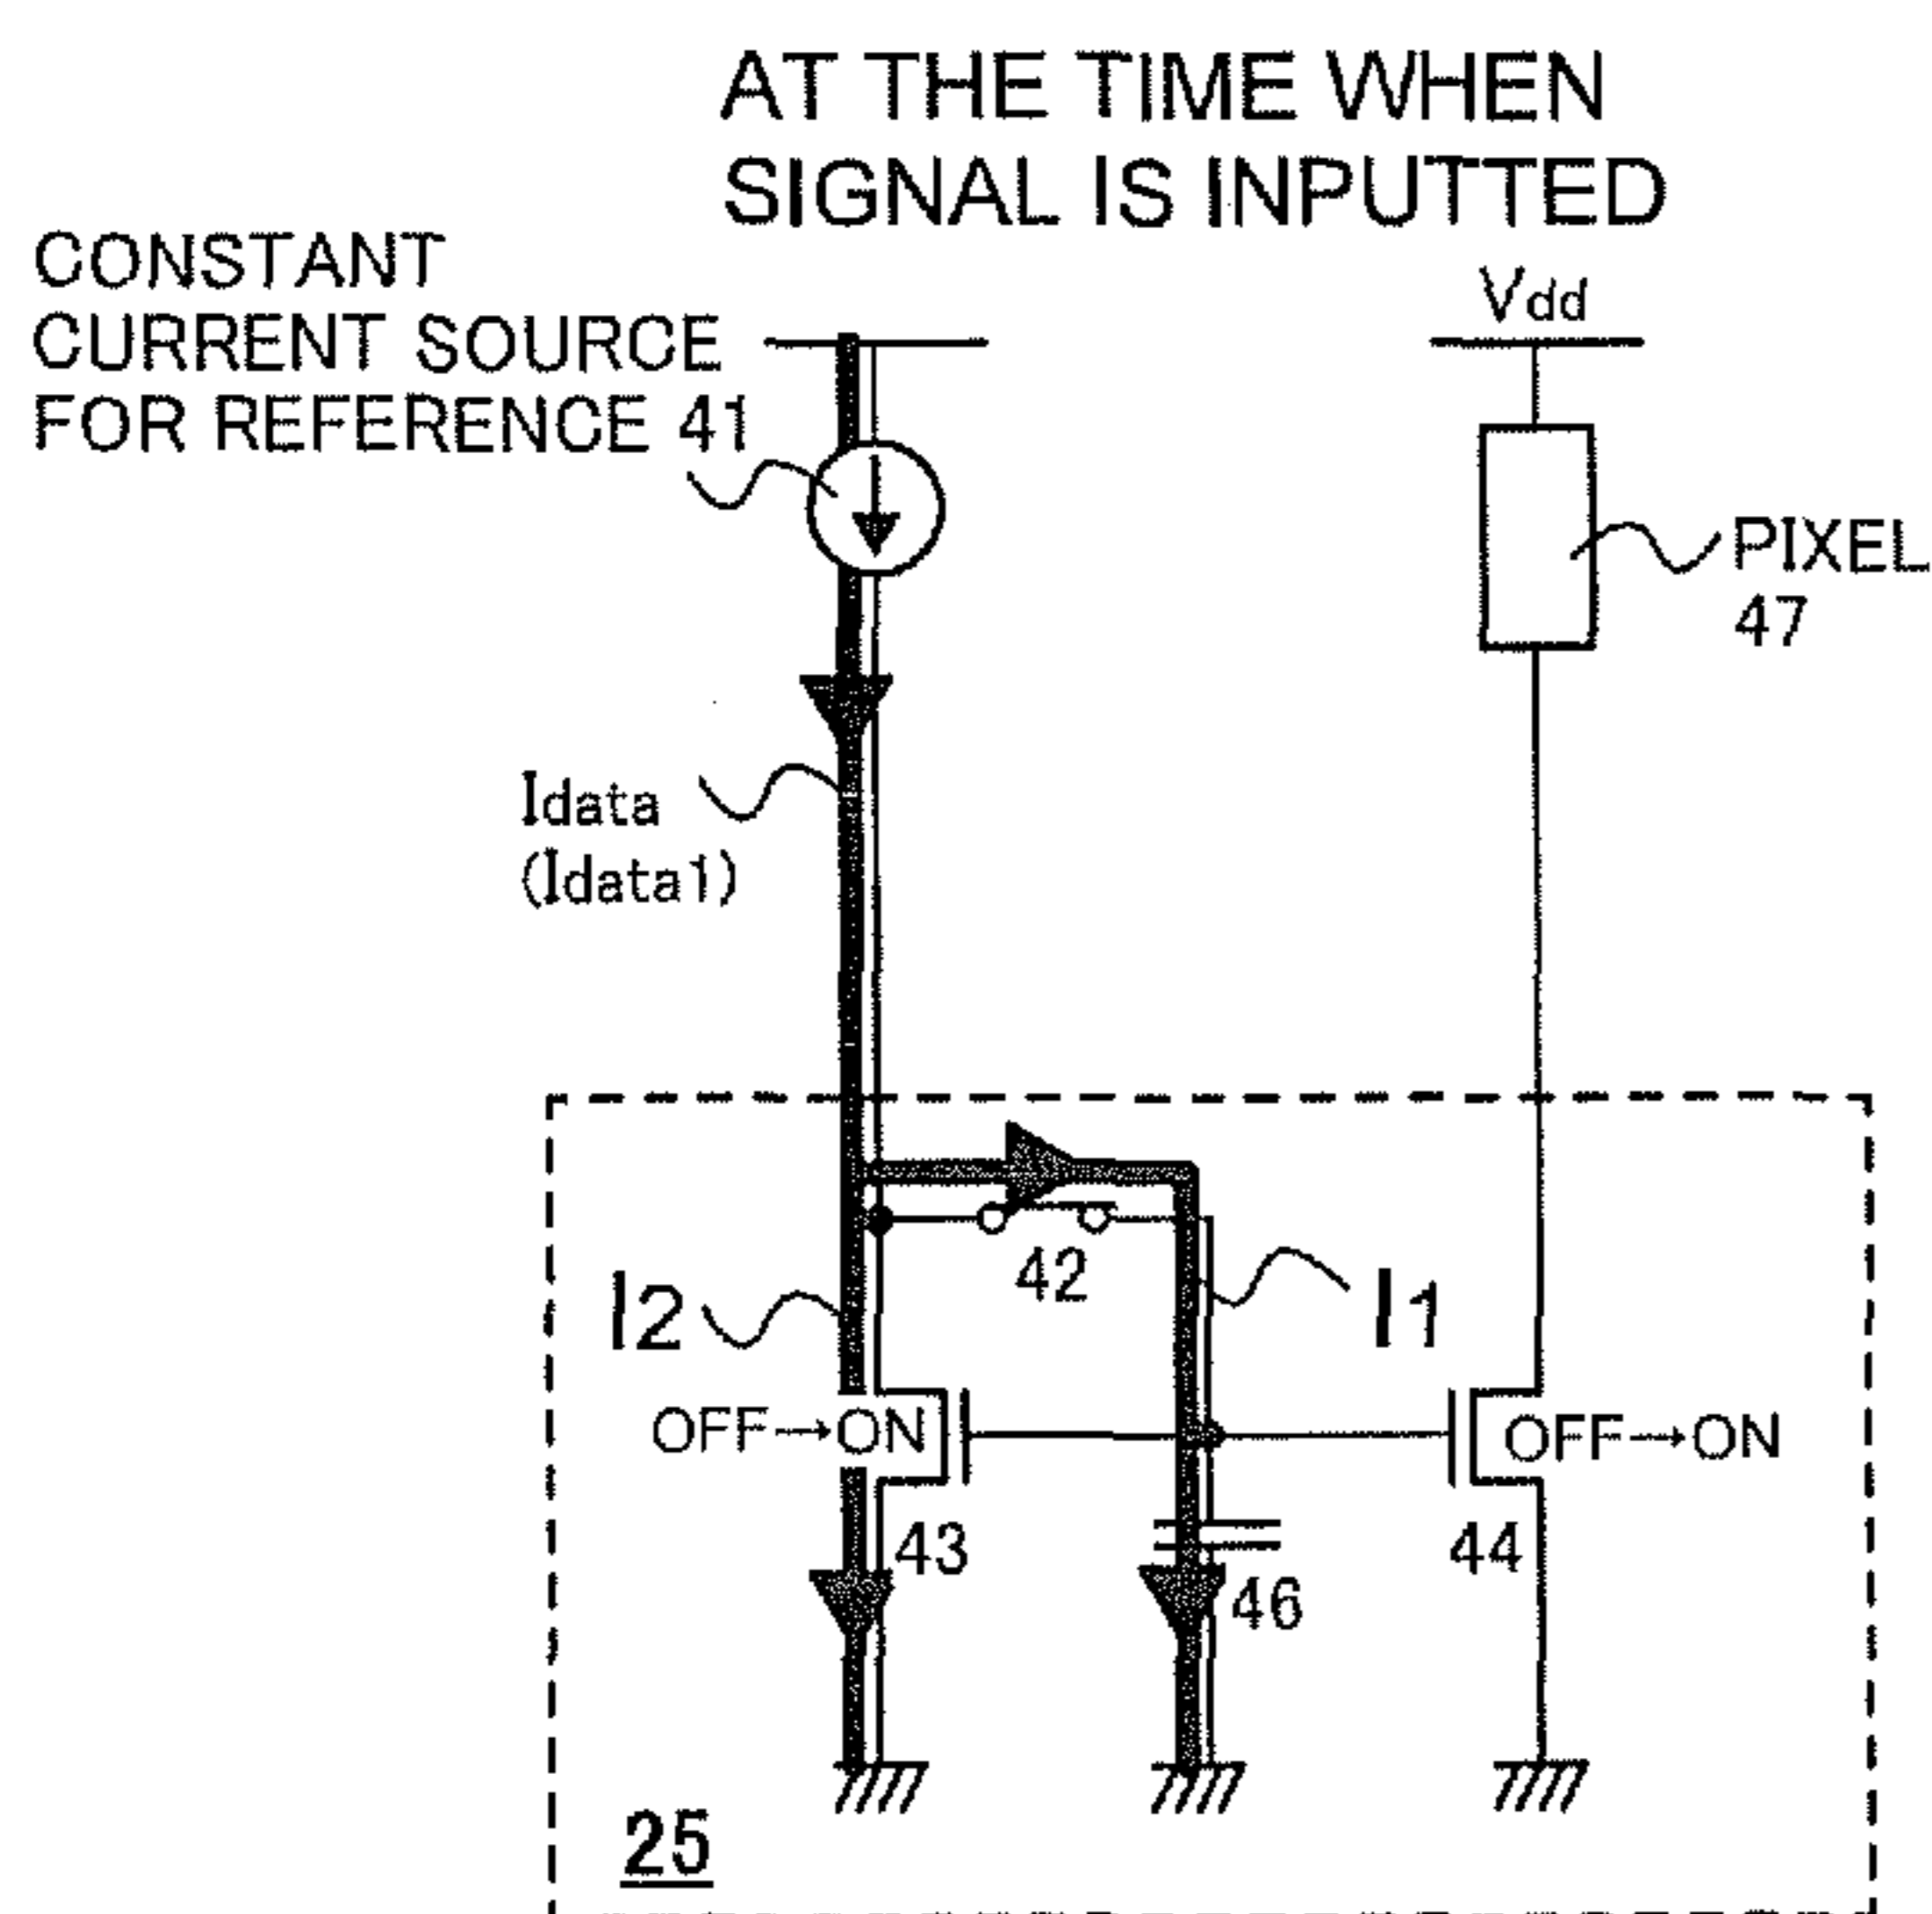 AT THE TIME WHEN
SIGNAL IS INPUTTED
CONSTANT
CURRENT SOURCE
FOR REFERENCE 41
Vdd
PIXEL
47
Idata
(Idata1)
42
I2
I1
OFF→ON
OFF→ON
43
44
46
25